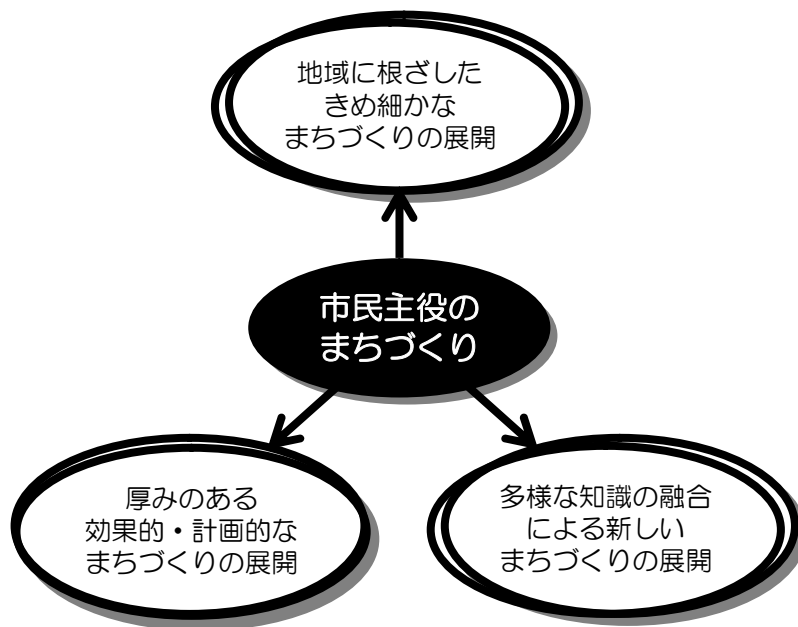 地域に根ざした
きめ細かな
まちづくりの展開
市民主役の
まちづくり
厚みのある
効果的・計画的な
まちづくりの展開
多様な知識の融合
による新しい
まちづくりの展開